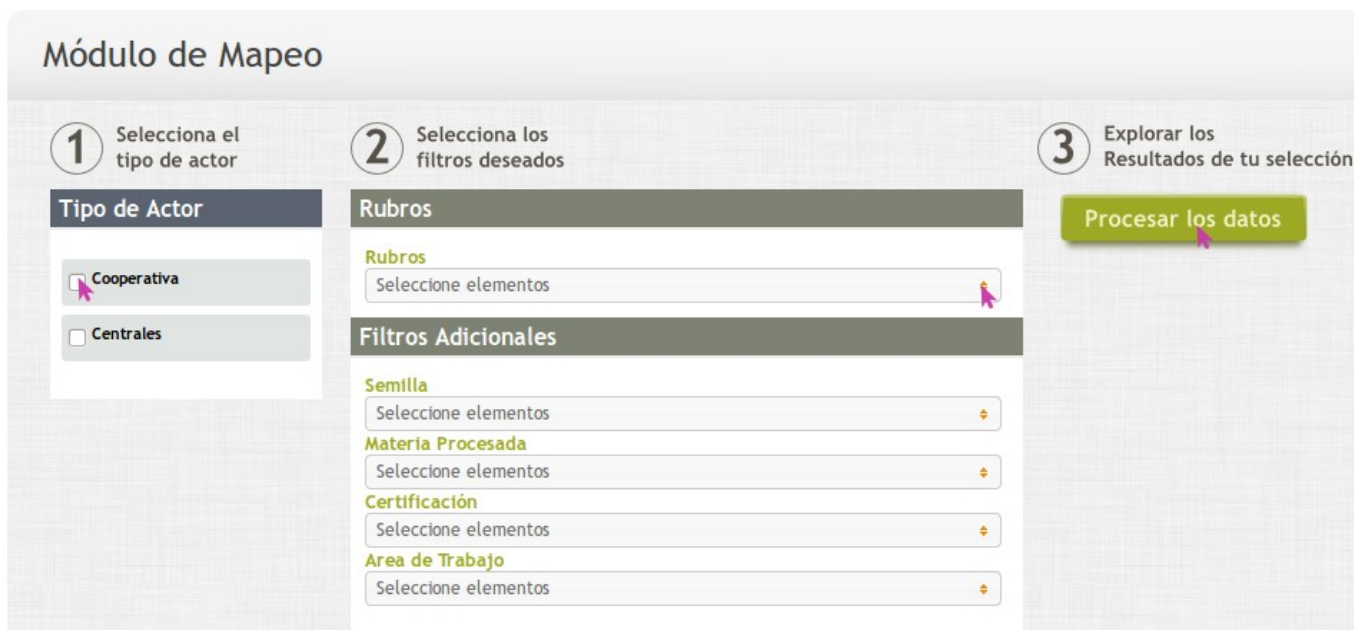 Módulo de Mapeo
1
Selecciona el
tipo de actor
2
Selecciona los
filtros deseados
3
Explorar los
Resultados de tu selección
Tipo de Actor
Cooperativa
Centrales
Rubros
Rubros
Seleccione elementos
Filtros Adicionales
Semilla
Seleccione elementos
Materia Procesada
Seleccione elementos
Certificación
Seleccione elementos
Area de Trabajo
Seleccione elementos
Procesar los datos